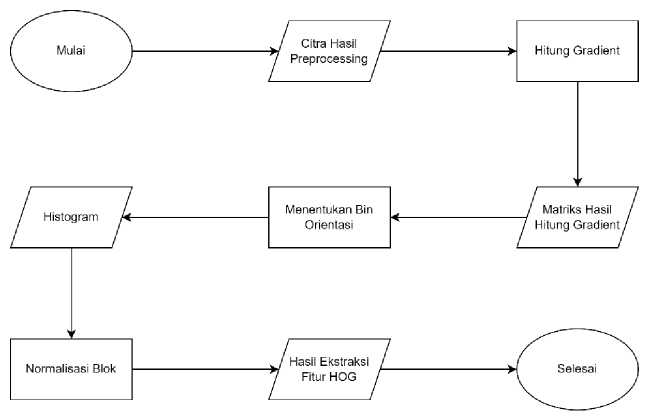 Mulai
Citra Hasil
Preprocessing
Hitung Gradient
Matriks Hasil
Hitung Gradient
Menentukan Bin
Orientasi
Histogram
Normalisasi Blok
Hasil Ekstraksi
Fitur HOG
Selesai